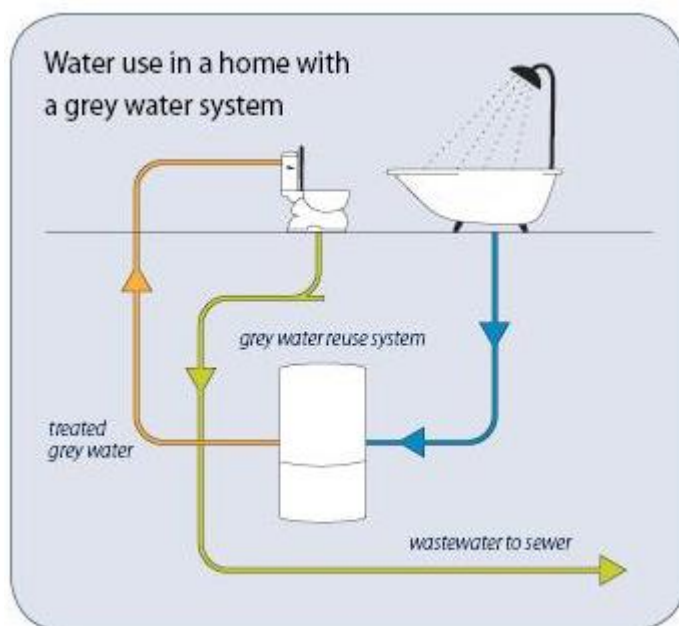 Water use in a home with
a grey water system
grey water reuse system
treated
grey water
wastewater to sewer